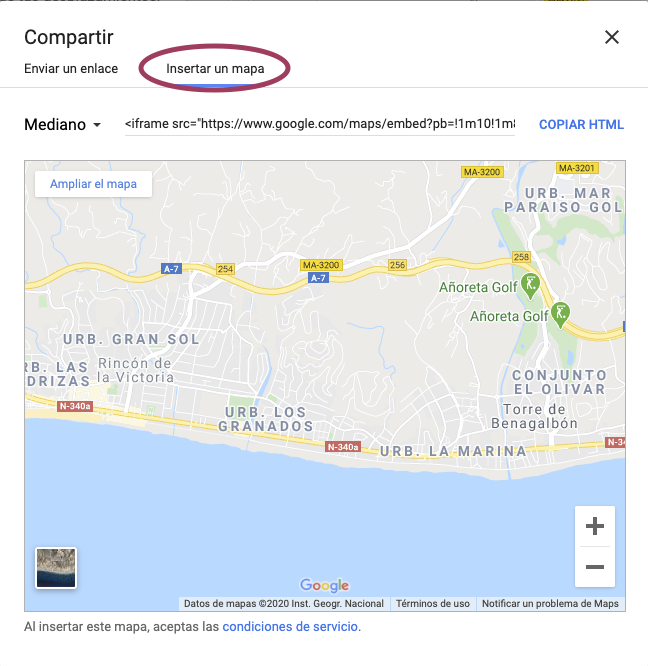 Compartir
Enviar un enlace
Insertar un mapa
Mediano
<iframe src="https://www.google.com/maps/embed?pb=!1m10!1m8
COPIAR HTML
Ampliar el mapa
MA-3200
MA-3201
URB. MAR
PARAISO GOL
A-7
254
MA-3200
A-7
256
258
Añoreta Golf
Añoreta Golf
URB. GRAN SOL
RB. LAS
DRIZAS
Rincón de
la Victoria
CONJUNTO
EL OLIVAR
N-340a
URB. LOS
GRANADOS
Torre de
Benagalbón
N-340a
URB. LA MARINA
N-34
Google
Datos de mapas ©2020 Inst. Geogr. Nacional
Términos de uso
Notificar un problema de Maps
Al insertar este mapa, aceptas las condiciones de servicio.